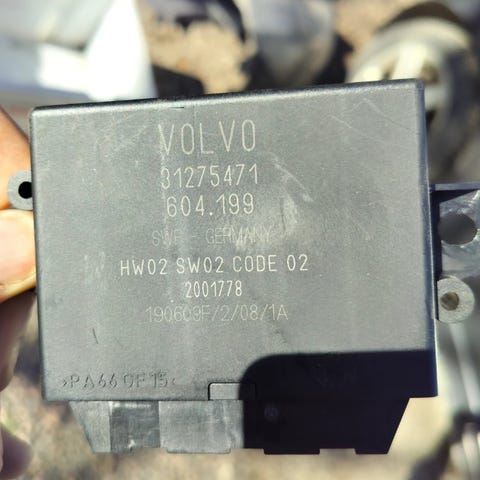 VOLVO
31275471
604.199
SWF - GERMANY
HW02 SW02 CODE 02
2001778
190609F/2/08/1A
>PA66 GF15<